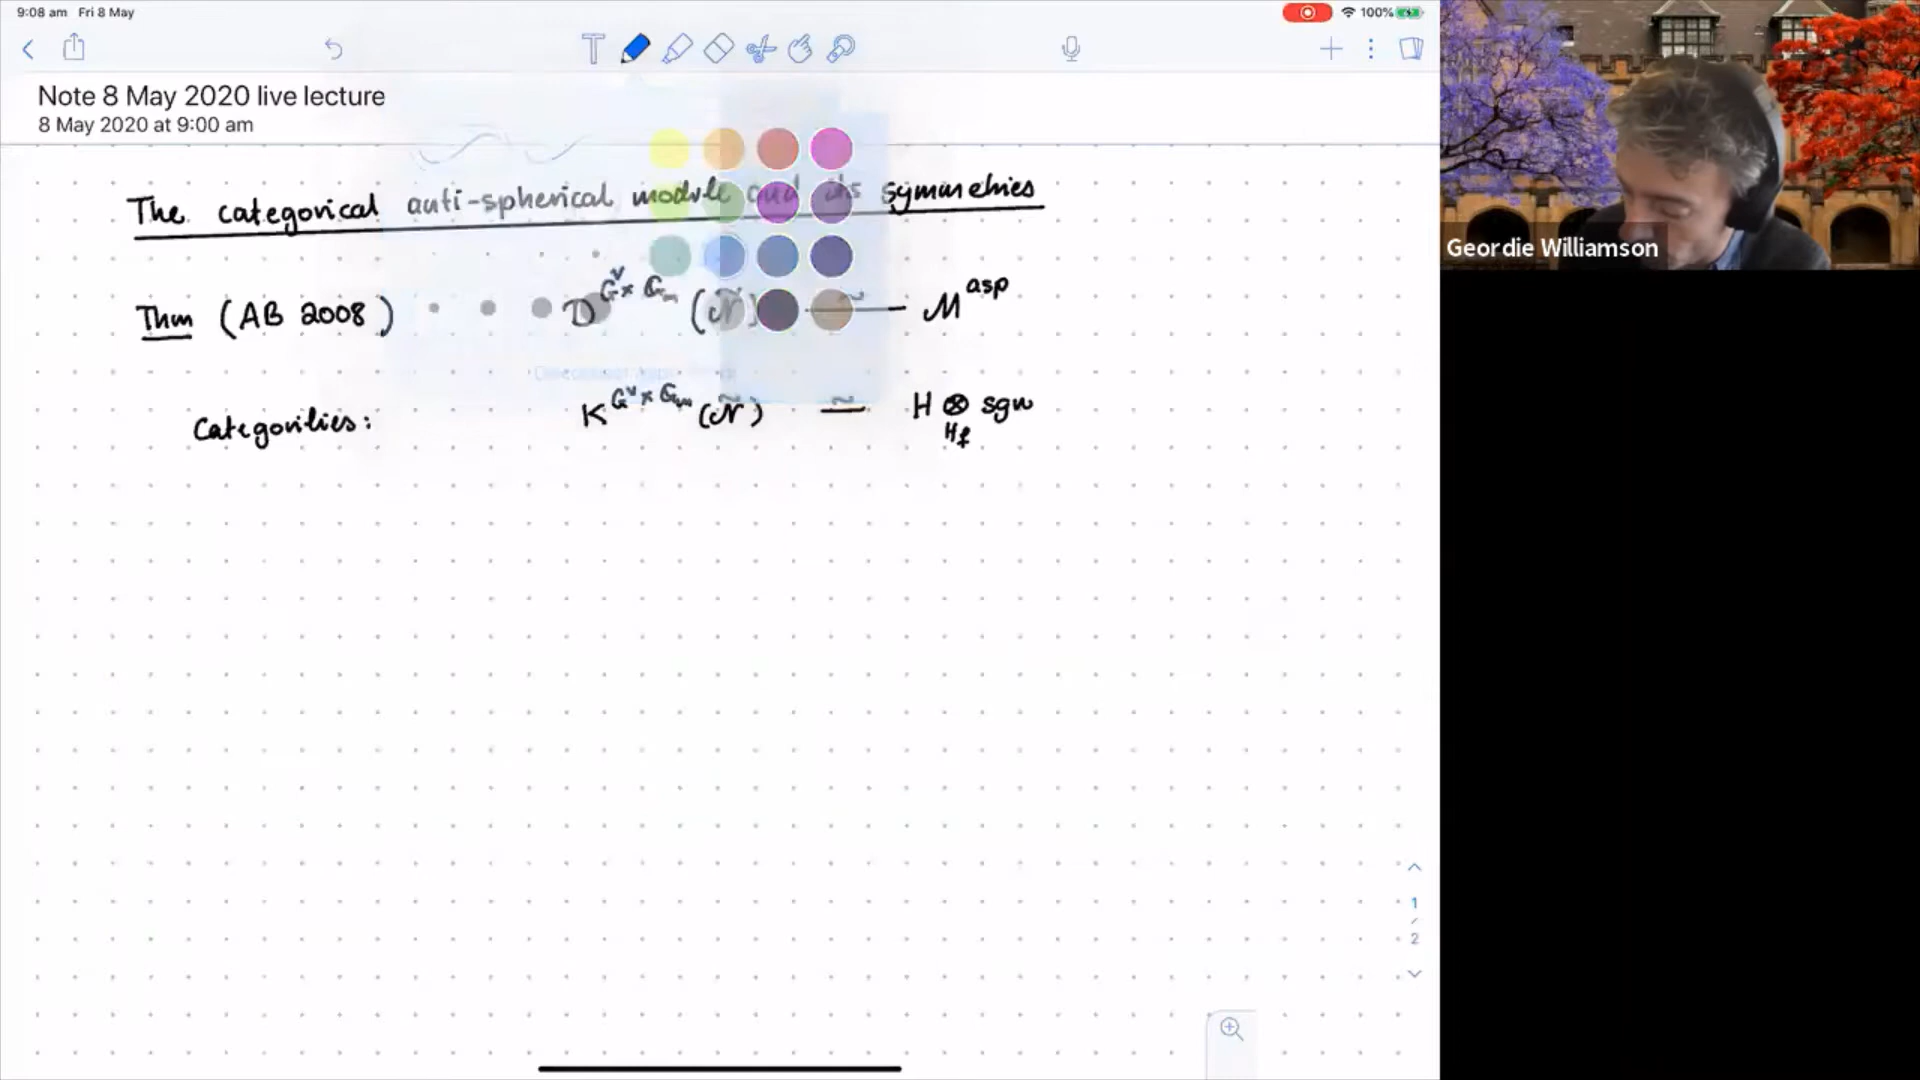 9:08 am Fri 8 May
100%
Note 8 May 2020 live lecture
8 May 2020 at 9:00 am
The categorical anti-spherical module and its symmetries
Thm (AB 2008) D^{G^∨ × G_m} (Ñ) ≅ M^{asp}
Categorifies: K^{G^∨ × G_m} (Ñ) ≅ H ⊗_{H_f} sgn
Geordie Williamson
1
2